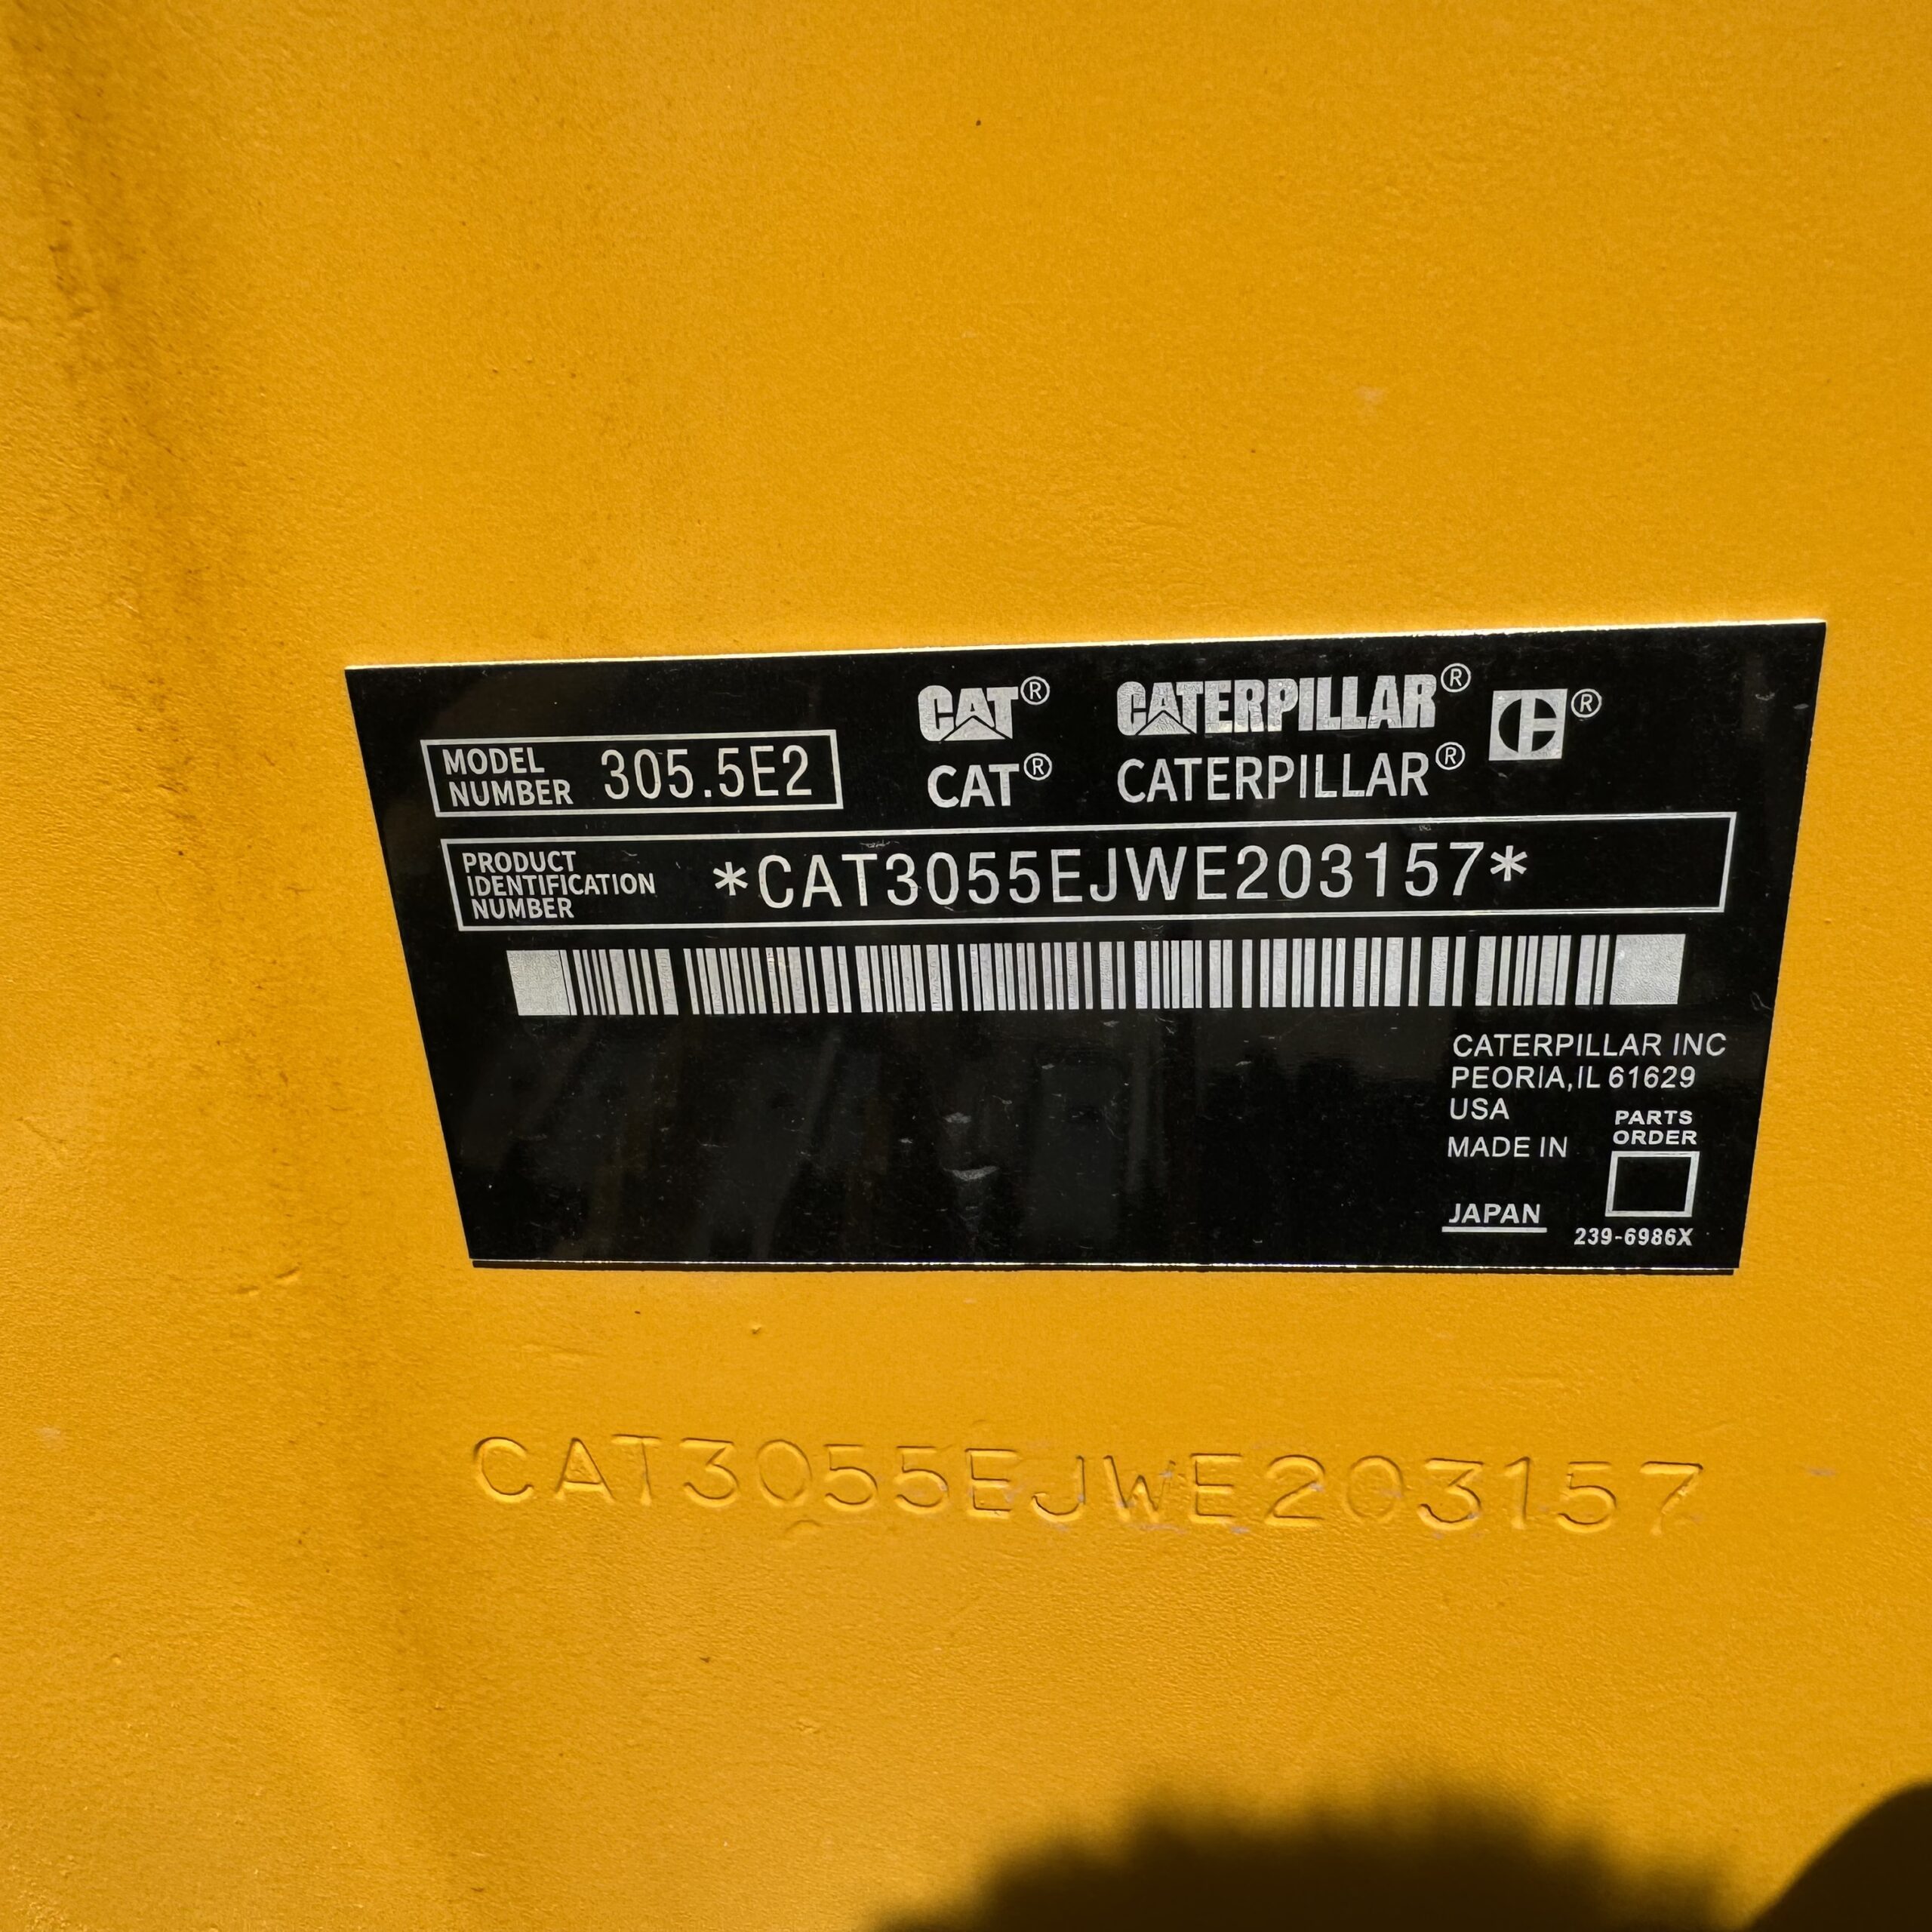 CAT® CATERPILLAR® ®
MODEL NUMBER 305.5E2
CAT® CATERPILLAR®
PRODUCT
IDENTIFICATION
NUMBER
*CAT3055EJWE203157*
CATERPILLAR INC
PEORIA,IL 61629
USA
PARTS
ORDER
MADE IN
JAPAN
239-6986X
CAT3055EJWE203157